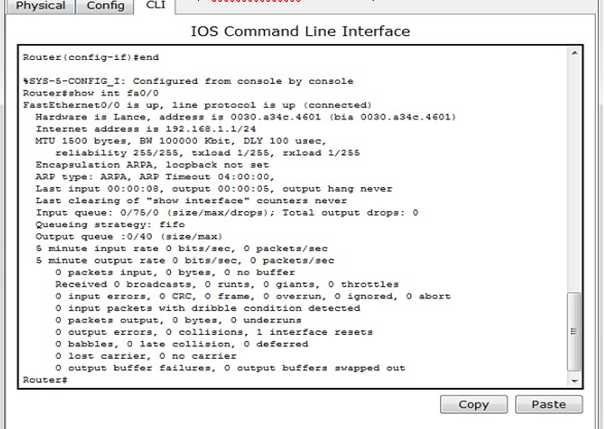 Physical Config CLI
IOS Command Line Interface
Router(config-if)#end
%SYS-5-CONFIG_I: Configured from console by console
Router#show int fa0/0
FastEthernet0/0 is up, line protocol is up (connected)
Hardware is Lance, address is 0030.a34c.4601 (bia 0030.a34c.4601)
Internet address is 192.168.1.1/24
MTU 1500 bytes, BW 100000 Kbit, DLY 100 usec,
reliability 255/255, txload 1/255, rxload 1/255
Encapsulation ARPA, loopback not set
ARP type: ARPA, ARP Timeout 04:00:00,
Last input 00:00:08, output 00:00:05, output hang never
Last clearing of "show interface" counters never
Input queue: 0/75/0 (size/max/drops); Total output drops: 0
Queueing strategy: fifo
Output queue :0/40 (size/max)
5 minute input rate 0 bits/sec, 0 packets/sec
5 minute output rate 0 bits/sec, 0 packets/sec
0 packets input, 0 bytes, 0 no buffer
Received 0 broadcasts, 0 runts, 0 giants, 0 throttles
0 input errors, 0 CRC, 0 frame, 0 overrun, 0 ignored, 0 abort
0 input packets with dribble condition detected
0 packets output, 0 bytes, 0 underruns
0 output errors, 0 collisions, 1 interface resets
0 babbles, 0 late collision, 0 deferred
0 lost carrier, 0 no carrier
0 output buffer failures, 0 output buffers swapped out
Router#
Copy Paste